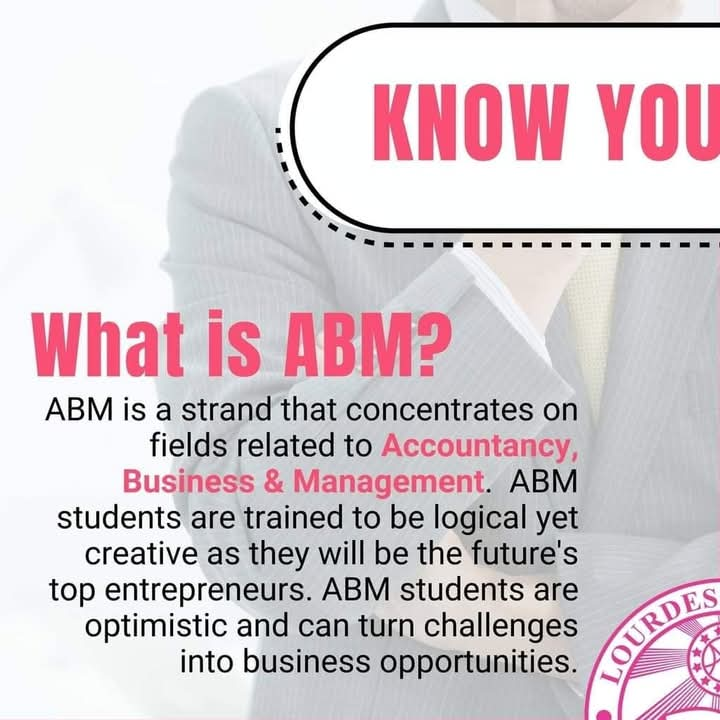 KNOW YOU
What is ABM?
ABM is a strand that concentrates on
fields related to Accountancy,
Business & Management.  ABM
students are trained to be logical yet
creative as they will be the future's
top entrepreneurs. ABM students are
optimistic and can turn challenges
into business opportunities.
LOURDES